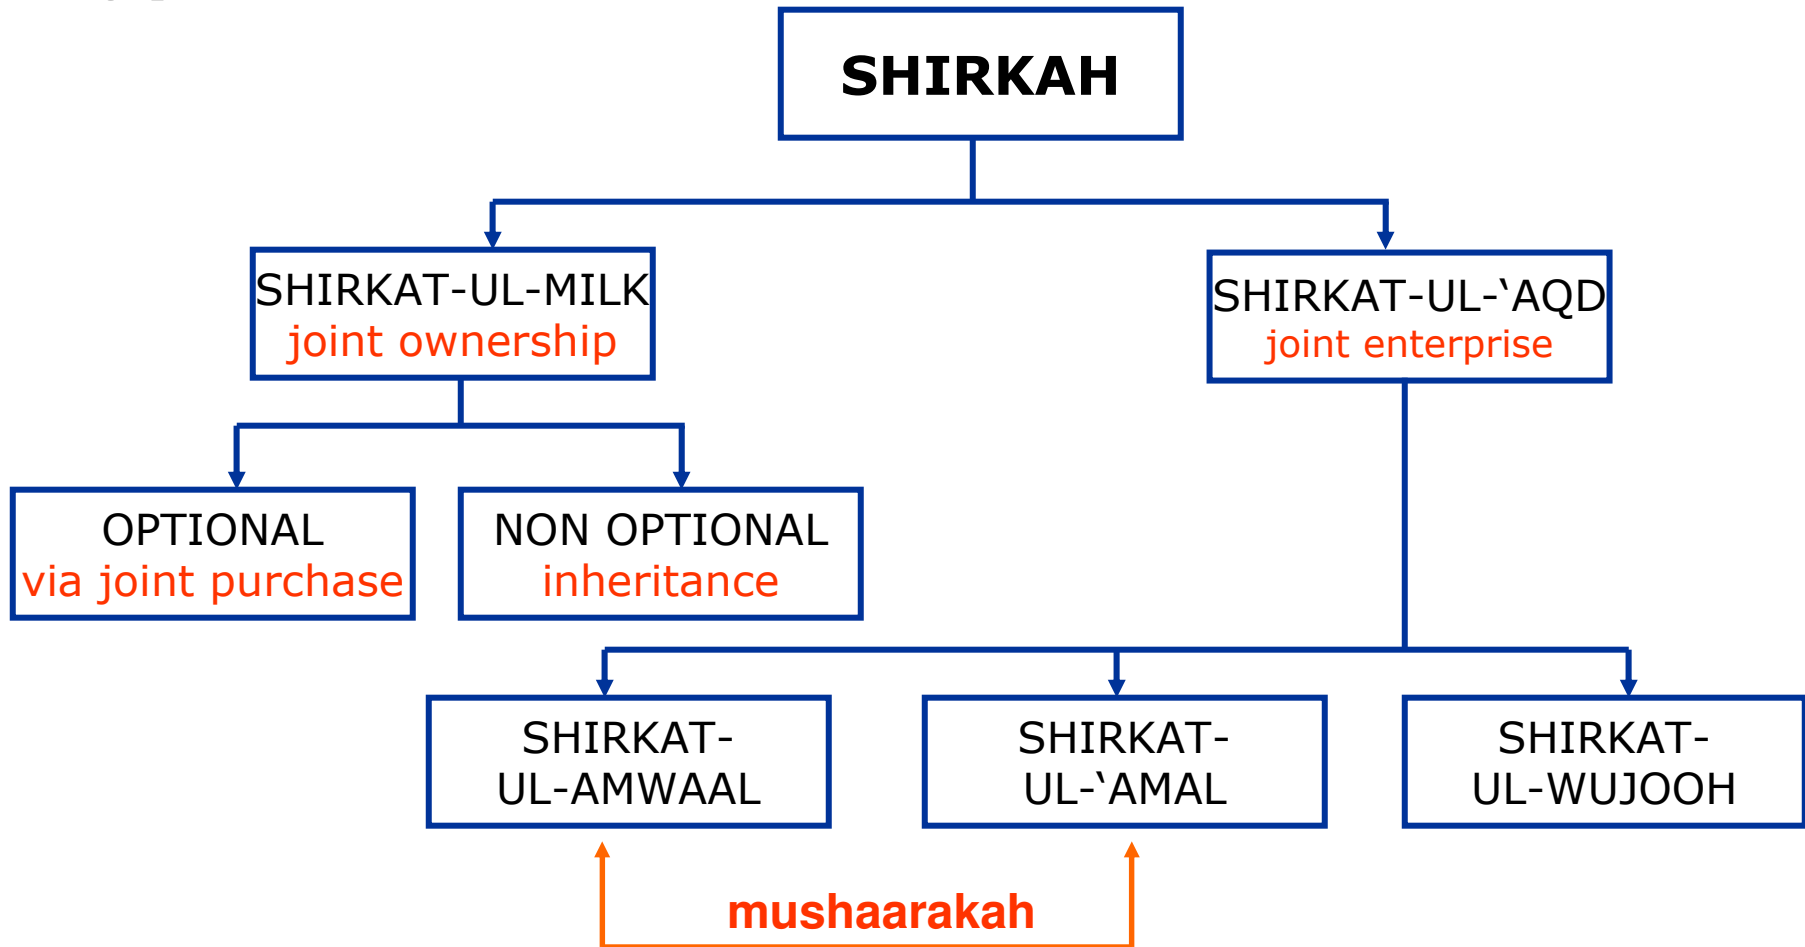 SHIRKAH
SHIRKAT-UL-MILK
joint ownership
SHIRKAT-UL-‘AQD
joint enterprise
OPTIONAL
via joint purchase
NON OPTIONAL
inheritance
SHIRKAT-
UL-AMWAAL
SHIRKAT-
UL-‘AMAL
SHIRKAT-
UL-WUJOOH
mushaarakah